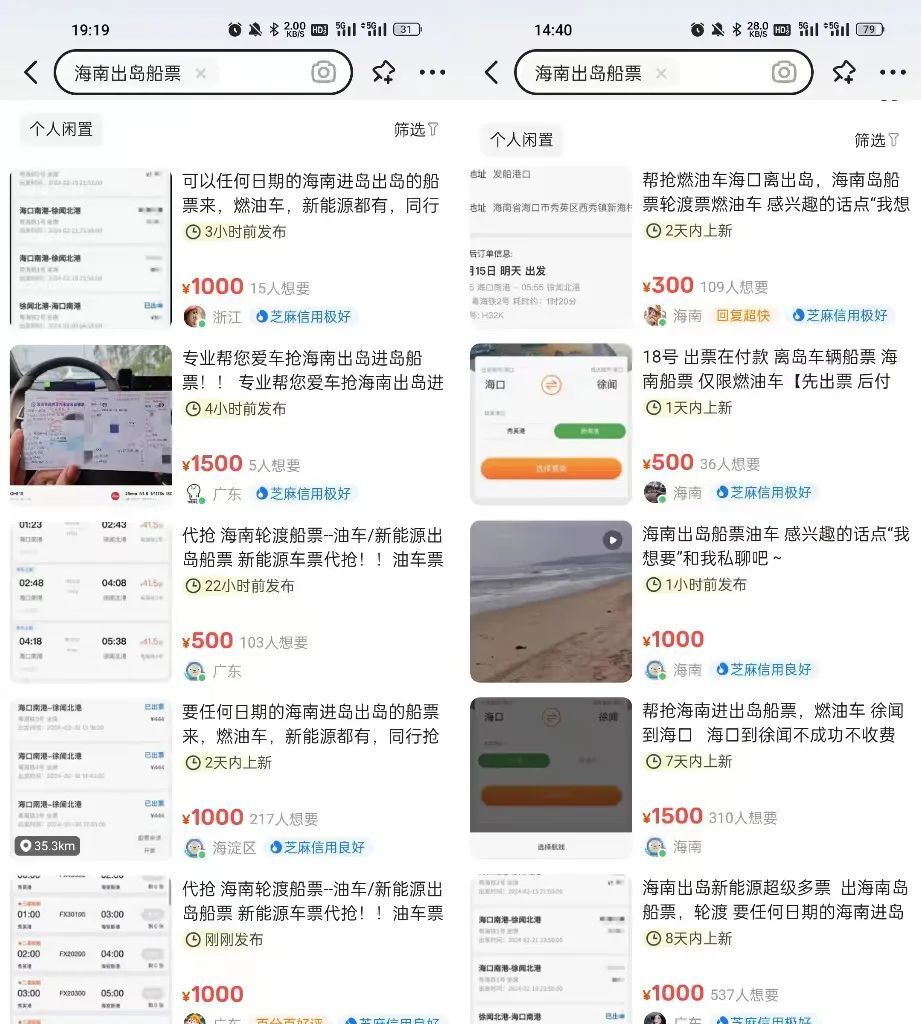 19:19
2.00 KB/S HD 5G 5G 31
海南出岛船票 ×
个人闲置
筛选
海口南港-徐闻北港
海口南港-徐闻北港
徐闻北港-海口南港
可以任何日期的海南进岛出岛的船
票来，燃油车，新能源都有，同行
3小时前发布
¥1000 15人想要
浙江 芝麻信用极好
专业帮您爱车抢海南出岛进岛船
票！！ 专业帮您爱车抢海南出岛进
4小时前发布
¥1500 5人想要
广东 芝麻信用极好
01:23 02:43
02:48 04:08
04:18 05:38
代抢 海南轮渡船票--油车/新能源出
岛船票 新能源车票代抢！！油车票
22小时前发布
¥500 103人想要
广东
海口南港-徐闻北港 已出票
海口南港-徐闻北港 已出票
海口南港-徐闻北港 已出票
35.3km
要任何日期的海南进岛出岛的船票
来，燃油车，新能源都有，同行抢
2天内上新
¥1000 217人想要
海淀区 芝麻信用良好
01:00 FX30100 03:00
02:00 FX20200 04:00
03:00 FX20300 05:00
代抢 海南轮渡船票--油车/新能源出
岛船票 新能源车票代抢！！油车票
刚刚发布
¥1000
广东 百分百好评 芝麻信用良好
14:40
28.0 KB/S HD 5G 5G 79
海南出岛船票 ×
个人闲置
筛选
地址 发船港口
地址 海南省海口市秀英区西秀镇新海村
后订单信息:
月15日 明天 出发
5 海口南港 - 05:55 徐闻北港
粤海铁2号 耗时约：1时20分
号: H32K
帮抢燃油车海口离出岛，海南岛船
票轮渡票燃油车 感兴趣的话点“我想
2天内上新
¥300 109人想要
海南 回复超快 芝麻信用极好
海口 徐闻
秀英港 新海港
选择票类
18号 出票在付款 离岛车辆船票 海
南船票 仅限燃油车【先出票 后付
1天内上新
¥500 36人想要
海南 芝麻信用极好
海南出岛船票油车 感兴趣的话点“我
想要”和我私聊吧～
1小时前发布
¥1000
海南 芝麻信用良好
海口 徐闻
选择航线
帮抢海南进出岛船票，燃油车 徐闻
到海口 海口到徐闻不成功不收费
7天内上新
¥1500 310人想要
海南
海口南港-徐闻北港
海口南港-徐闻北港
徐闻北港-海口南港
海南出岛新能源超级多票 出海南岛
船票，轮渡 要任何日期的海南进岛
8天内上新
¥1000 537人想要
广东 芝麻信用极好